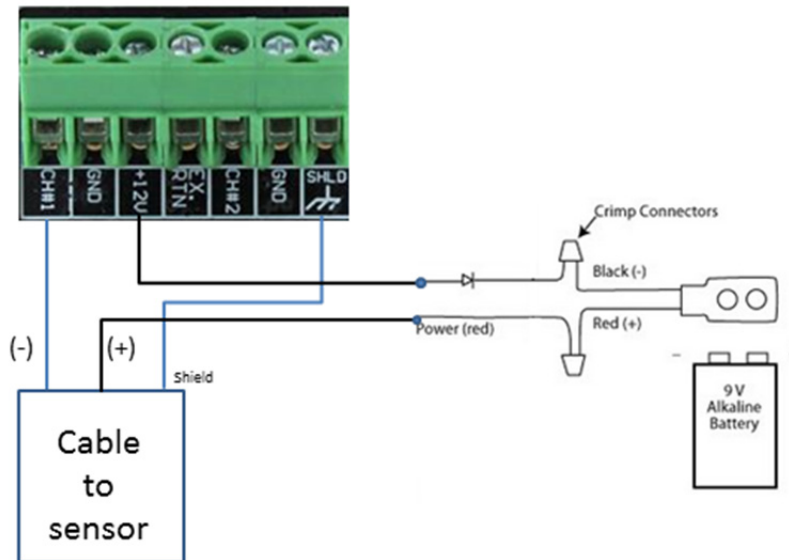 CH#1
GND
+12V
EX.
RTN
CH#2
GND
SHLD
Crimp Connectors
Black (-)
Red (+)
Power (red)
(-)
(+)
Shield
Cable
to
sensor
–
9 V
Alkaline
Battery